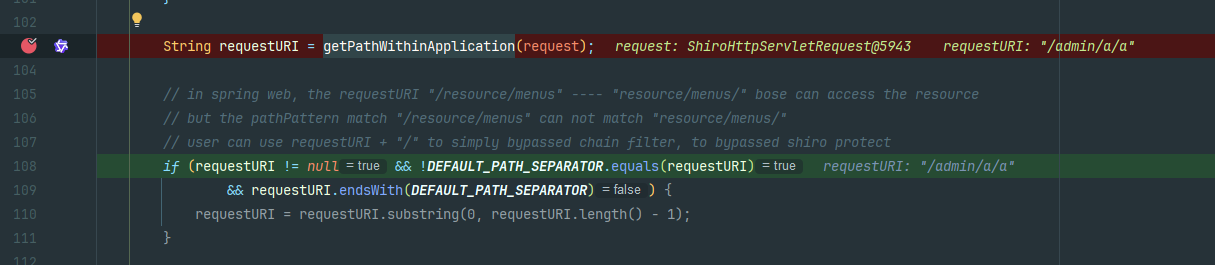 102
String requestURI = getPathWithinApplication(request); request: ShiroHttpServletRequest@5943 requestURI: "/admin/a/a"
104
105 // in spring web, the requestURI "/resource/menus" ---- "resource/menus/" bose can access the resource
106 // but the pathPattern match "/resource/menus" can not match "resource/menus/"
107 // user can use requestURI + "/" to simply bypassed chain filter, to bypassed shiro protect
108 if (requestURI != null = true && !DEFAULT_PATH_SEPARATOR.equals(requestURI) = true requestURI: "/admin/a/a"
109 && requestURI.endsWith(DEFAULT_PATH_SEPARATOR) = false ) {
110 requestURI = requestURI.substring(0, requestURI.length() - 1);
111 }
112